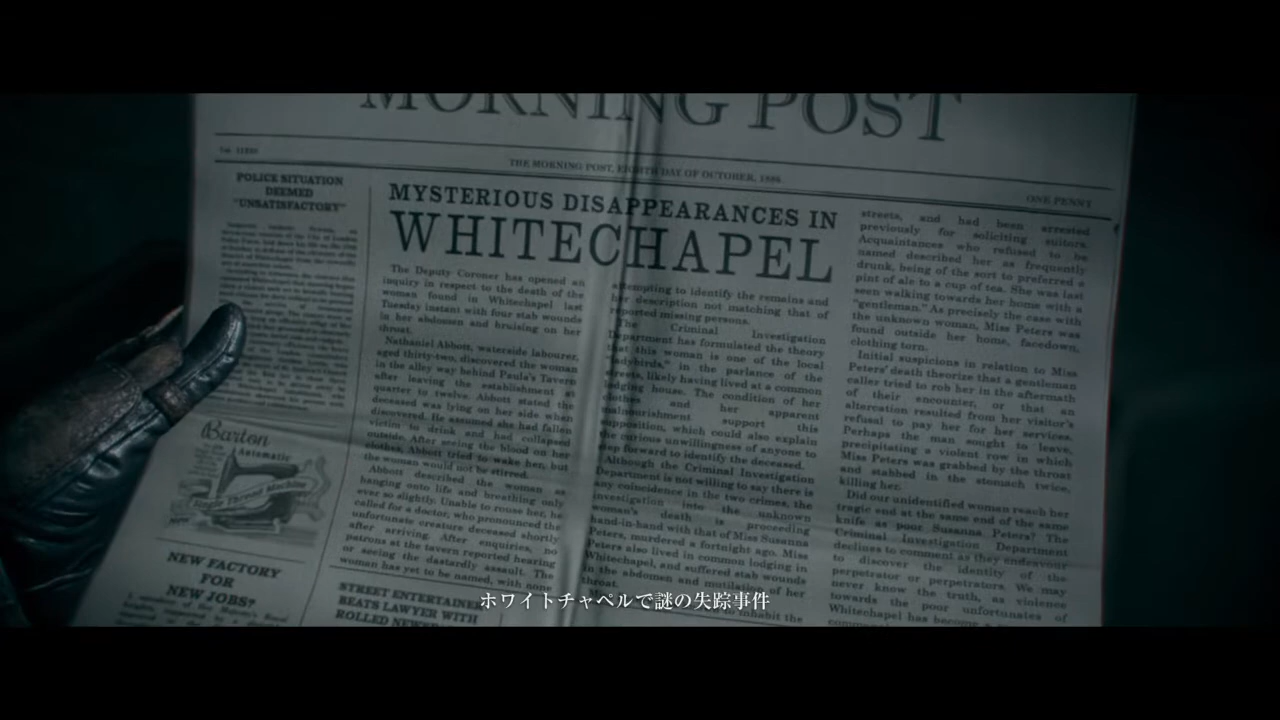 MORNING POST
THE MORNING POST, EIGHTH DAY OF OCTOBER, 1886
ONE PENNY
POLICE SITUATION
DEEMED
"UNSATISFACTORY"
Barton
Automatic
NEW FACTORY
FOR
NEW JOBS?
MYSTERIOUS DISAPPEARANCES IN
WHITECHAPEL
The Deputy Coroner has opened an
inquiry in respect to the death of the
woman found in Whitechapel last
Tuesday instant with four stab wounds
in her abdomen and bruising on her
throat.
Nathaniel Abbott, waterside labourer,
aged thirty-two, discovered the woman
in the alley way behind Paula's Tavern
after leaving the establishment at
quarter to twelve. Abbott stated the
deceased was lying on her side when
discovered. He assumed she had fallen
victim to drink and had collapsed
outside. After seeing the blood on her
clothes, Abbott tried to wake her, but
the woman would not be stirred.
Abbott described the woman as
hanging onto life and breathing only
ever so slightly. Unable to rouse her, he
called for a doctor, who pronounced the
unfortunate creature deceased shortly
after arriving. After enquiries, no
patrons at the tavern reported hearing
or seeing the dastardly assault. The
woman has yet to be named, with none
STREET ENTERTAINER
BEATS LAWYER WITH
ROLLED
attempting to identify the remains and
her description not matching that of
reported missing persons.
The Criminal Investigation
Department has formulated the theory
that this woman is one of the local
"ladybirds," in the parlance of the
streets, likely having lived at a common
lodging house. The condition of her
clothes and her apparent
malnourishment support this
supposition, which could also explain
the curious unwillingness of anyone to
step forward to identify the deceased.
Although the Criminal Investigation
Department is not willing to say there is
any coincidence in the two crimes, the
investigation into the unknown
woman's death is proceeding
hand-in-hand with that of Miss Susanna
Peters, murdered a fortnight ago. Miss
Peters also lived in common lodging in
Whitechapel, and suffered stab wounds
in the abdomen and mutilation of her
throat.
inhabit the
streets, and had been arrested
previously for soliciting suitors.
Acquaintances who refused to be
named described her as frequently
drunk, being of the sort to preferred a
pint of ale to a cup of tea. She was last
seen walking towards her home with a
"gentleman." As precisely the case with
the unknown woman, Miss Peters was
found outside her home, facedown,
clothing torn.
Initial suspicions in relation to Miss
Peters' death theorize that a gentleman
caller tried to rob her in the aftermath
of their encounter, or that an
altercation resulted from her visitor's
refusal to pay her for her services.
Perhaps the man sought to leave,
precipitating a violent row in which
Miss Peters was grabbed by the throat
and stabbed in the stomach twice,
killing her.
Did our unidentified woman reach her
tragic end at the same end of the same
knife as poor Susanna Peters? The
Criminal Investigation Department
declines to comment as they endeavour
to discover the identity of the
perpetrator or perpetrators. We may
never know the truth, as violence
towards the poor unfortunates of
Whitechapel has become a
ホワイトチャペルで謎の失踪事件